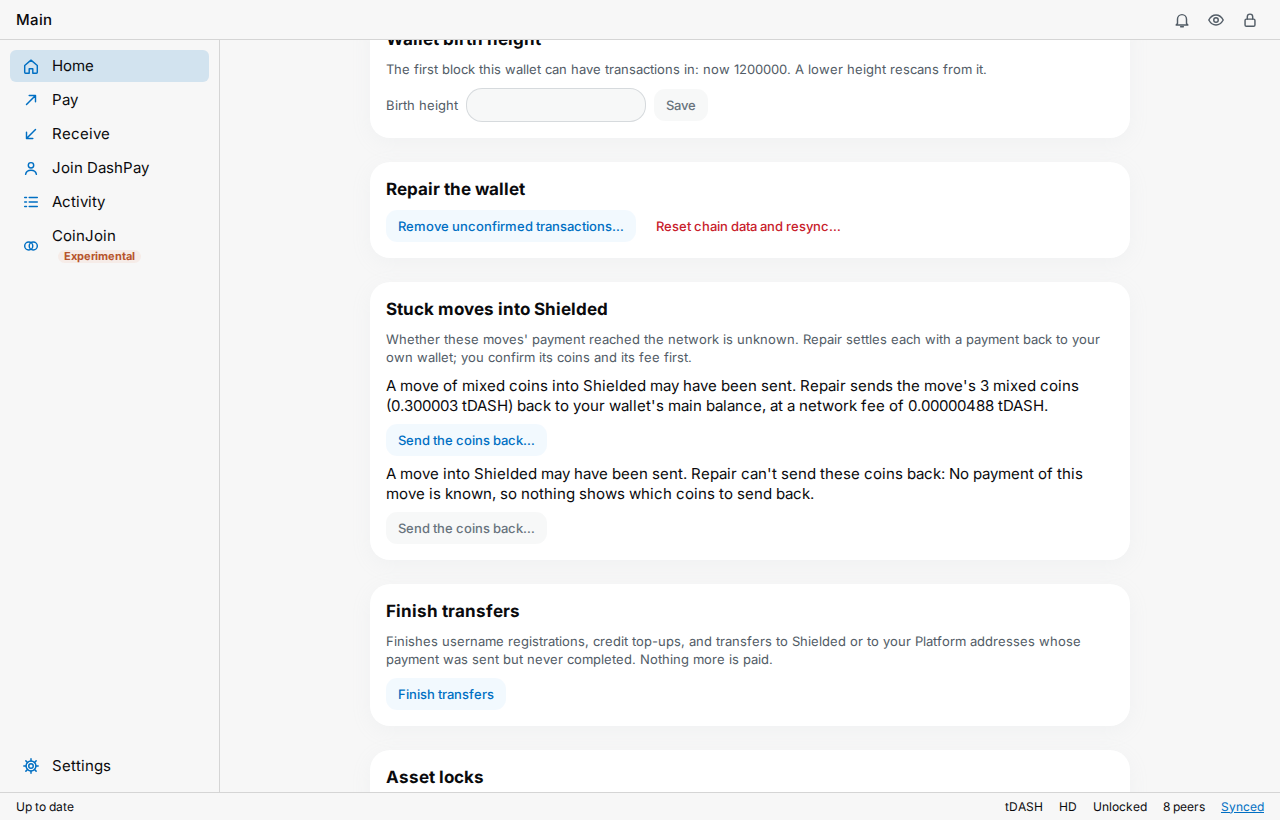 Main
Home
Pay
Receive
Join DashPay
Activity
CoinJoin
Experimental
Settings
Wallet birth height
The first block this wallet can have transactions in: now 1200000. A lower height rescans from it.
Birth height
Save
Repair the wallet
Remove unconfirmed transactions...
Reset chain data and resync...
Stuck moves into Shielded
Whether these moves' payment reached the network is unknown. Repair settles each with a payment back to your
own wallet; you confirm its coins and its fee first.
A move of mixed coins into Shielded may have been sent. Repair sends the move's 3 mixed coins
(0.300003 tDASH) back to your wallet's main balance, at a network fee of 0.00000488 tDASH.
Send the coins back...
A move into Shielded may have been sent. Repair can't send these coins back: No payment of this
move is known, so nothing shows which coins to send back.
Send the coins back...
Finish transfers
Finishes username registrations, credit top-ups, and transfers to Shielded or to your Platform addresses whose
payment was sent but never completed. Nothing more is paid.
Finish transfers
Asset locks
Up to date
tDASH
HD
Unlocked
8 peers
Synced